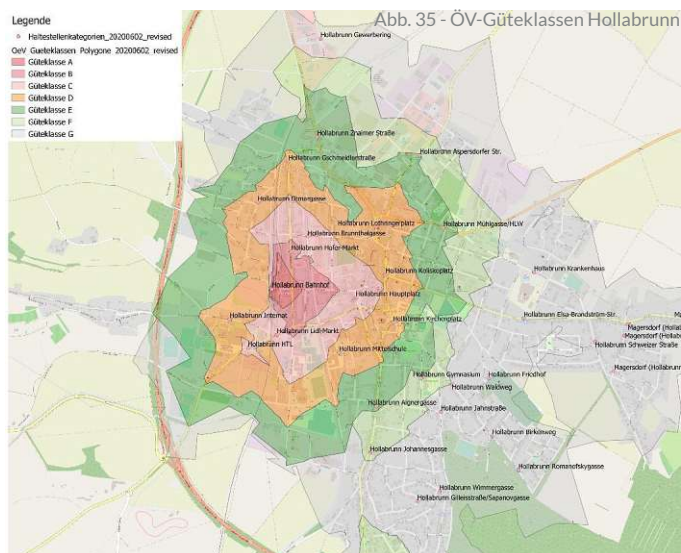 Abb. 35 - ÖV-Güteklassen Hollabrunn
Legende
Haltestellenkategorien_20200602_revised
OeV Gueteklassen Polygone 20200602_revised
Güteklasse A
Güteklasse B
Güteklasse C
Güteklasse D
Güteklasse E
Güteklasse F
Güteklasse G
Hollabrunn Gewerbering
Hollabrunn Znaimer Straße
Hollabrunn Gschmeidlerstraße
Hollabrunn Aspersdorfer Str.
Hollabrunn Lothringerplatz
Hollabrunn Mühlgasse/HLW
Hollabrunn Brunnthalgasse
Hollabrunn Hofer-Markt
Hollabrunn Koliskoplatz
Hollabrunn Krankenhaus
Hollabrunn Bahnhof
Hollabrunn Hauptplatz
Hollabrunn Internat
Hollabrunn Kirchenplatz
Hollabrunn Elsa-Brandström-Str.
Hollabrunn Lidl-Markt
Magersdorf (Hollab
Hollabrunn HTL
Hollabrunn Mittelschule
Hollabrunn Schweizer Straße
Magersdorf (Hollabrunn
Hollabrunn Gymnasium
Hollabrunn Friedhof
Hollabrunn Waldweg
Hollabrunn Aignergasse
Hollabrunn Jahnstraße
Hollabrunn Birkenweg
Hollabrunn Johannesgasse
Hollabrunn Romanofskygasse
Hollabrunn Wimmergasse
Hollabrunn Gilleisstraße/Sapanovgasse